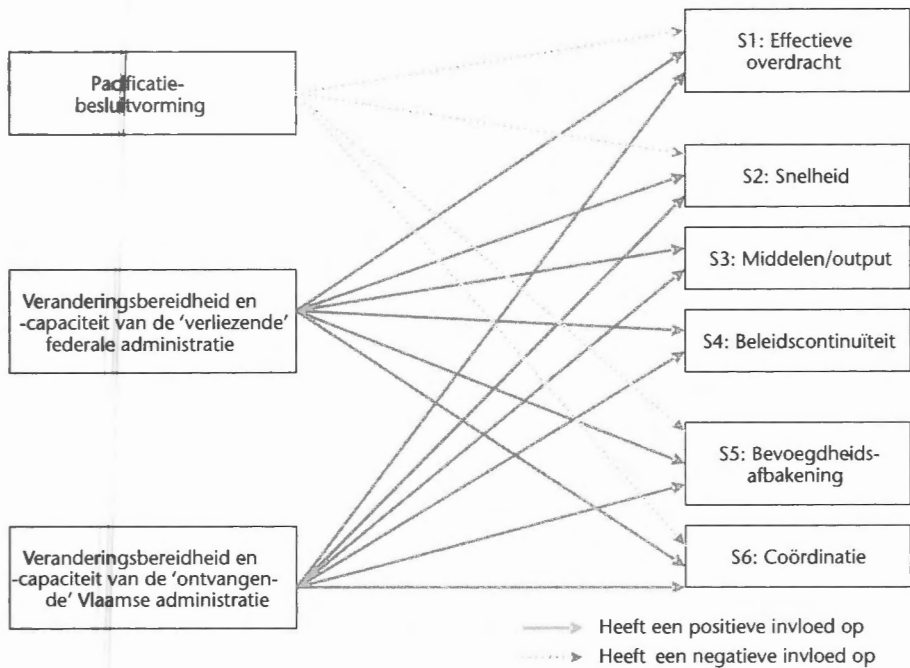 Pacificatie-
besluitvorming
Veranderingsbereidheid en
-capaciteit van de 'verliezende'
federale administratie
Veranderingsbereidheid en
-capaciteit van de 'ontvangen-
de' Vlaamse administratie
S1: Effectieve
overdracht
S2: Snelheid
S3: Middelen/output
S4: Beleidscontinuïteit
S5: Bevoegdheids-
afbakening
S6: Coördinatie
Heeft een positieve invloed op
Heeft een negatieve invloed op